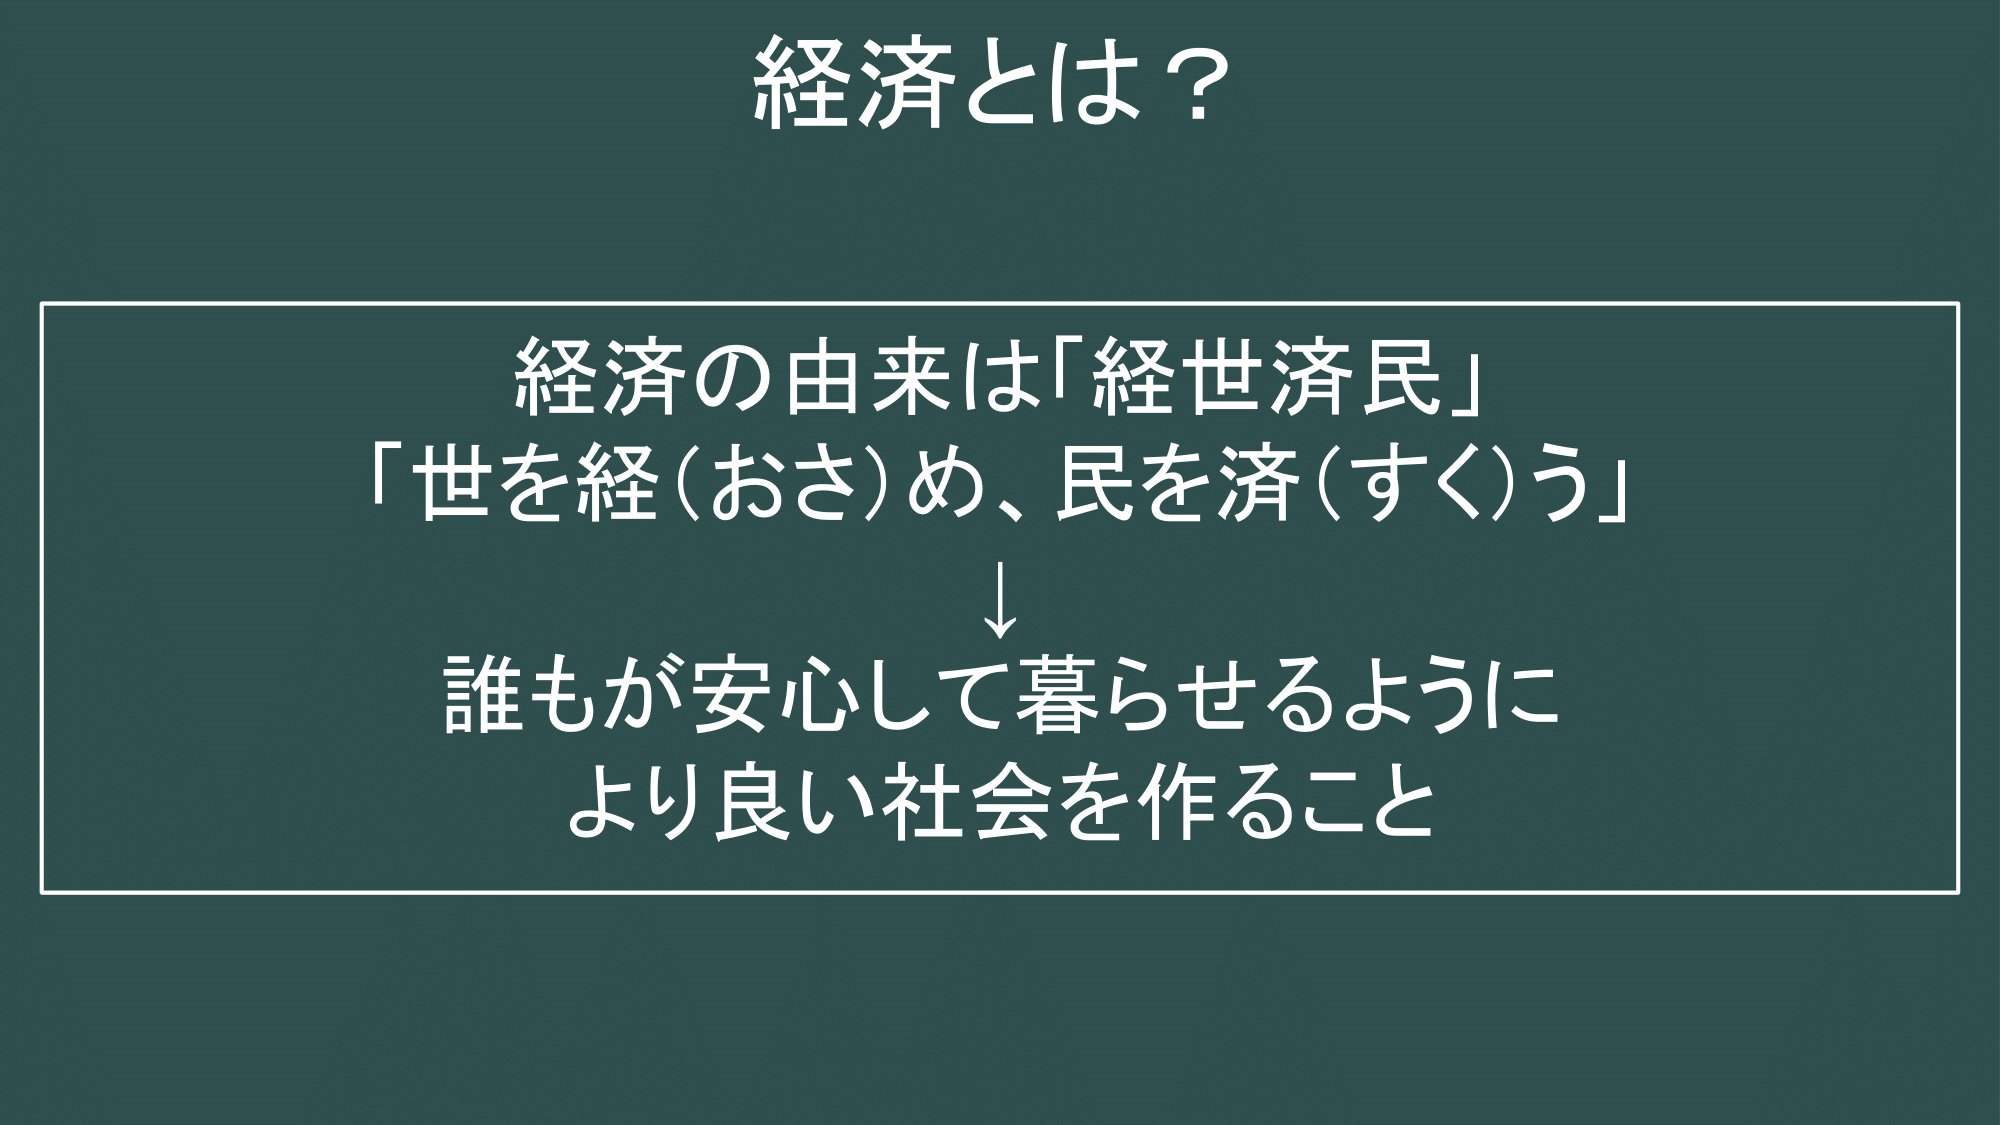 経済とは？
経済の由来は「経世済民」
「世を経（おさ）め、民を済（すく）う」
↓
誰もが安心して暮らせるように
より良い社会を作ること